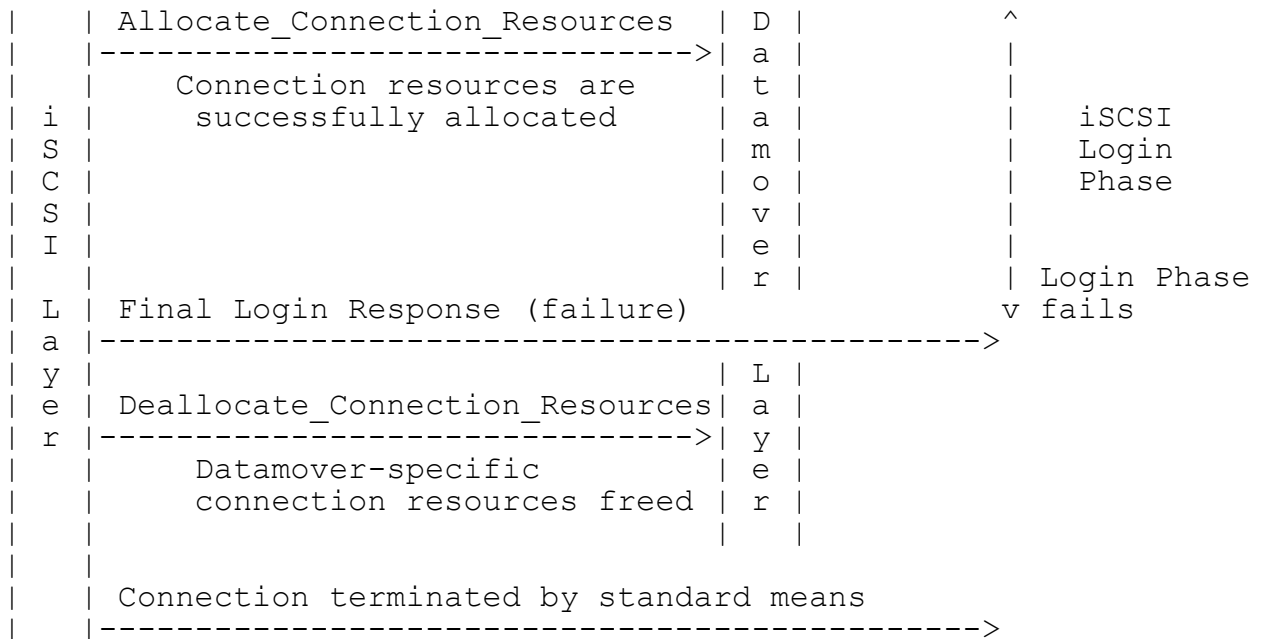 |   | Allocate_Connection_Resources  | D |          ^
|   |------------------------------->| a |          |
|   |   Connection resources are     | t |          |
| i |    successfully allocated      | a |          |  iSCSI
| S |                                | m |          |  Login
| C |                                | o |          |  Phase
| S |                                | v |          |
| I |                                | e |          |
|   |                                | r |          | Login Phase
| L | Final Login Response (failure)            v fails
| a |---------------------------------------------->
| y |                                | L |
| e | Deallocate_Connection_Resources| a |
| r |------------------------------->| y |
|   |    Datamover-specific          | e |
|   |    connection resources freed  | r |
|   |                                |   |
|   |
|   | Connection terminated by standard means
|   |---------------------------------------------->